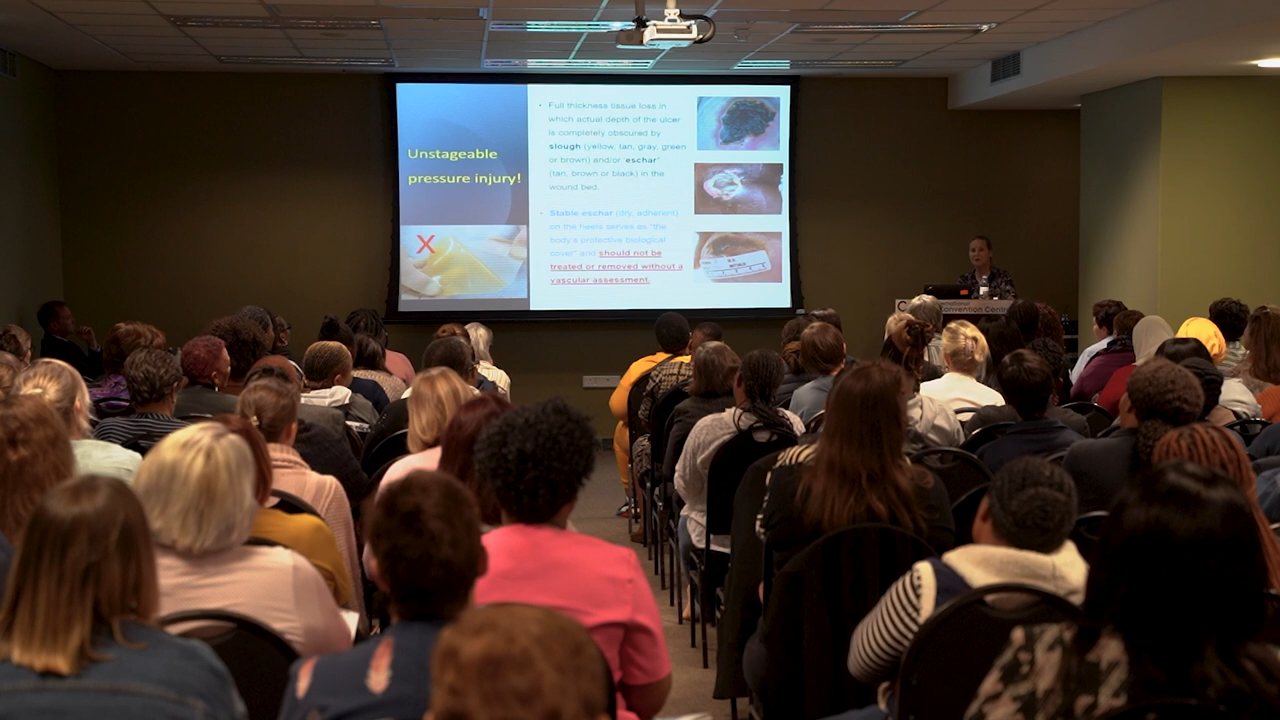 Unstageable
pressure injury!
• Full thickness tissue loss in
which actual depth of the ulcer
is completely obscured by
slough (yellow, tan, gray, green
or brown) and/or "eschar"
(tan, brown or black) in the
wound bed.
• Stable eschar (dry, adherent)
on the heels serves as "the
body's protective biological
cover" and should not be
treated or removed without a
vascular assessment.
X
International
Convention Centre